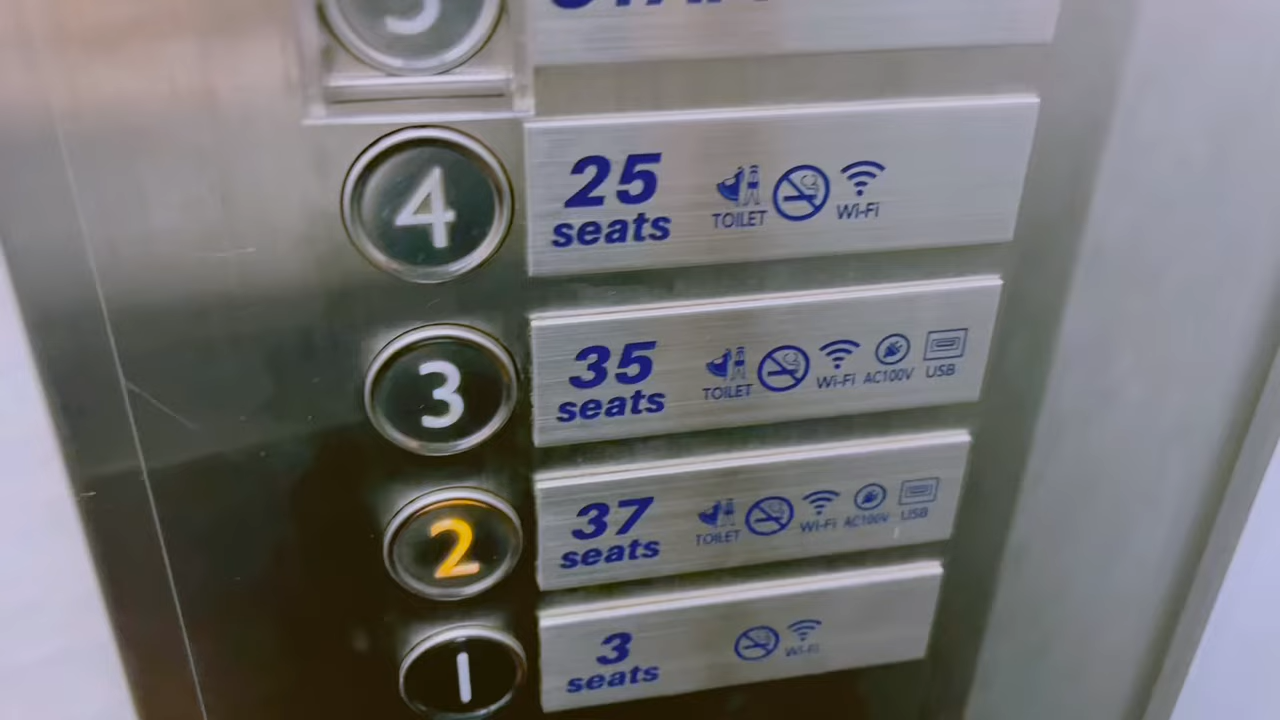 5
4
25
seats
TOILET
Wi-Fi
3
35
seats
TOILET
Wi-Fi
AC100V
USB
2
37
seats
TOILET
Wi-Fi
AC100V
USB
1
3
seats
Wi-Fi